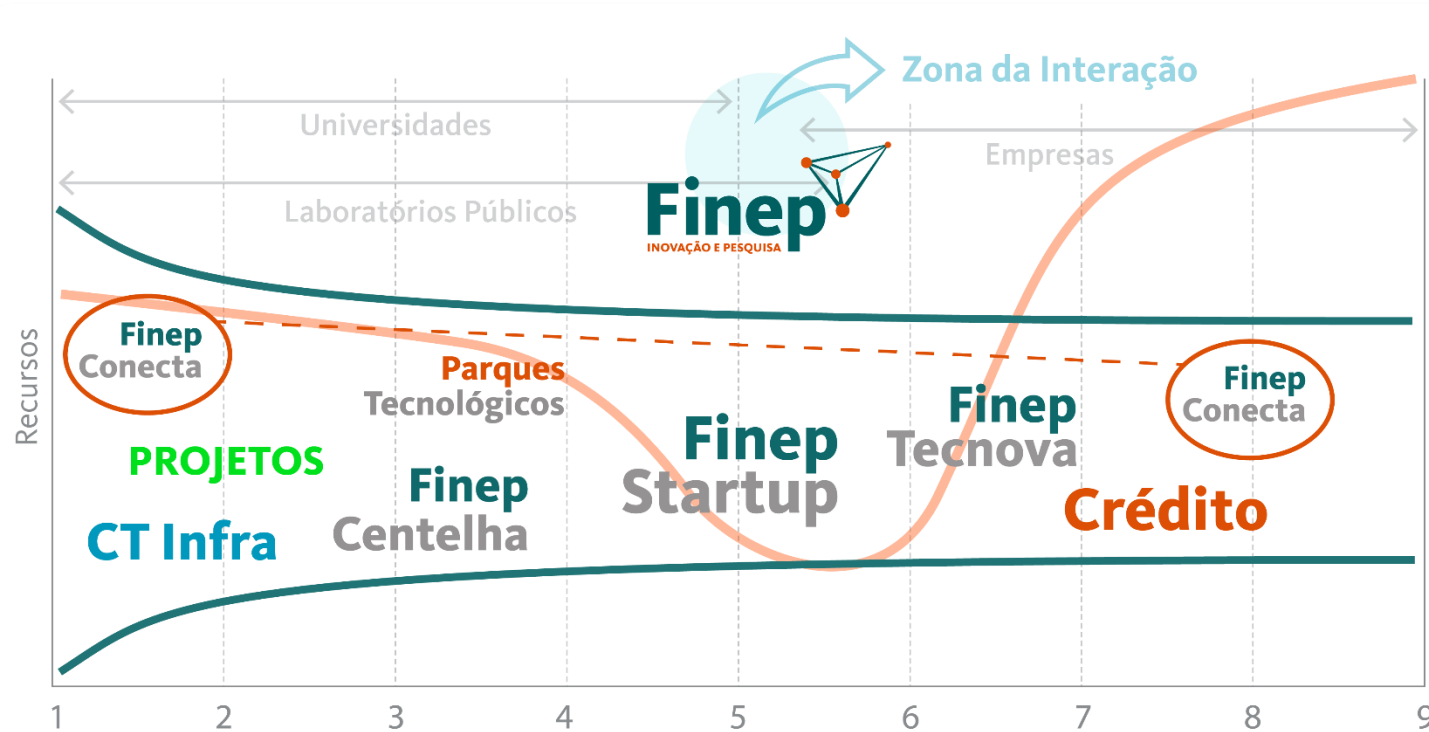 Zona da Interação
Universidades
Empresas
Laboratórios Públicos
Finep
INOVAÇÃO E PESQUISA
Recursos
Finep
Conecta
Parques
Tecnológicos
Finep
Conecta
Finep
Tecnova
Finep
Startup
PROJETOS
Finep
Centelha
Crédito
CT Infra
1 2 3 4 5 6 7 8 9